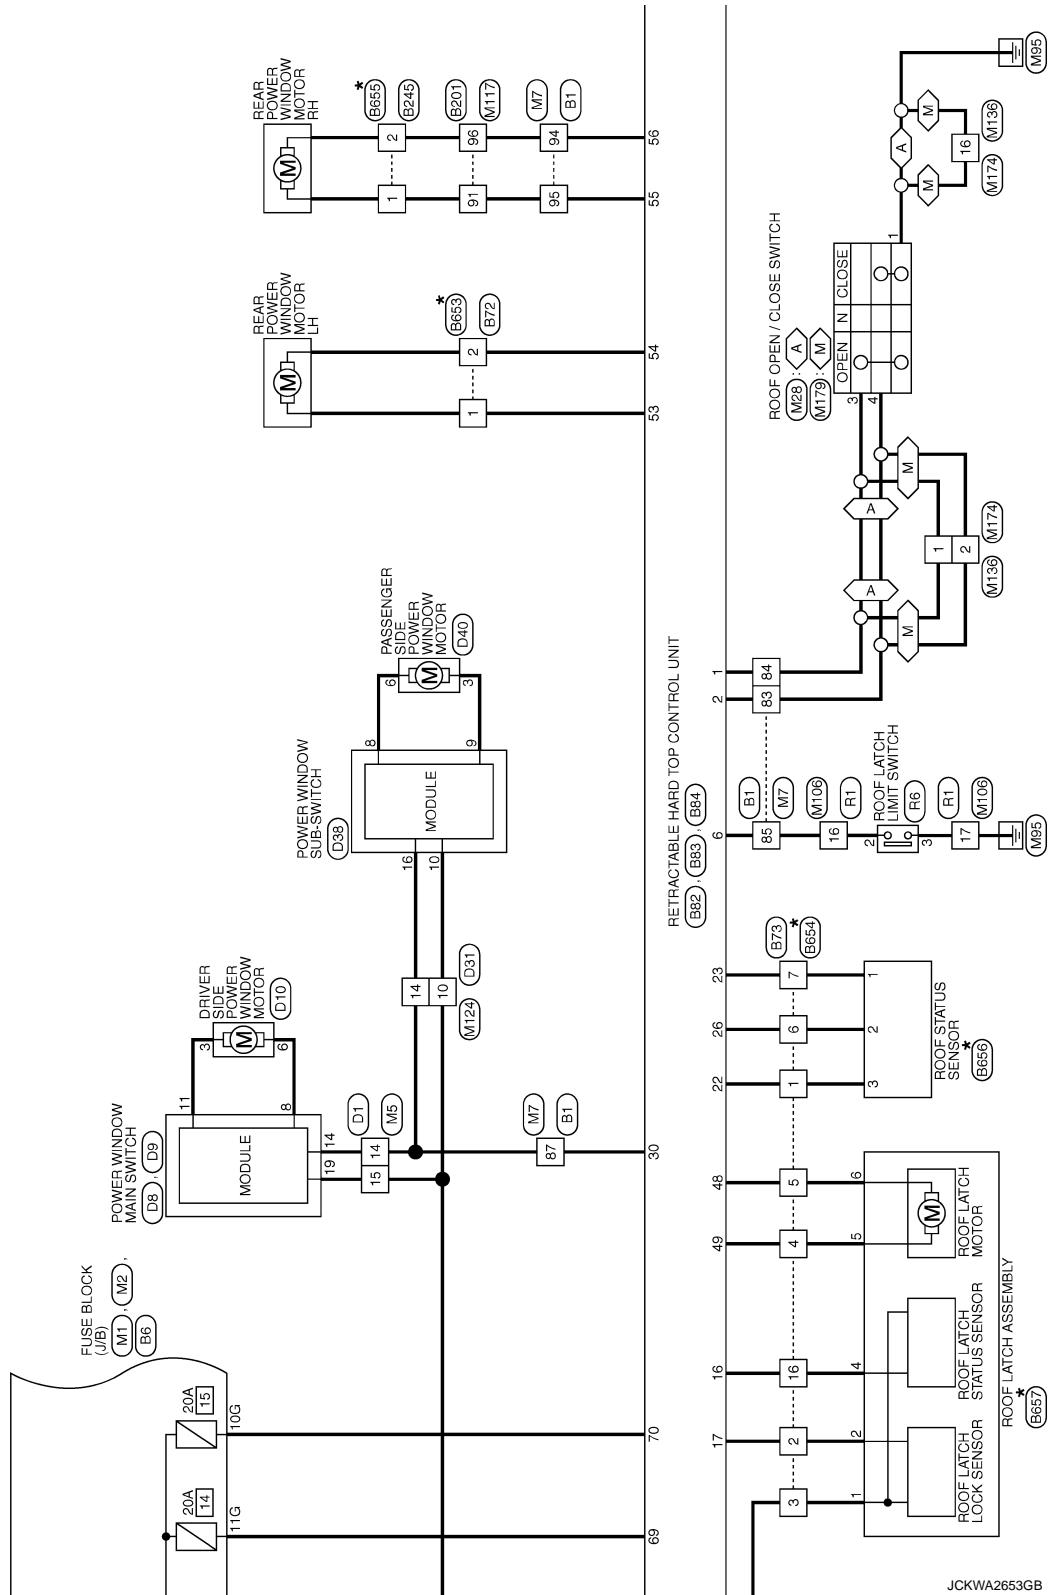 REAR
POWER
WINDOW
MOTOR
RH
M
2
1
*
B655
B245
96
91
B201
M117
94
95
M7
B1
56
55
REAR
POWER
WINDOW
MOTOR
LH
M
*
B653
B72
2
1
54
53
PASSENGER
SIDE
POWER
WINDOW
MOTOR
D40
M
6
3
8
9
POWER WINDOW
SUB-SWITCH
D38
MODULE
16
10
14
10
D31
M124
DRIVER
SIDE
POWER
WINDOW
MOTOR
D10
M
3
6
11
8
POWER WINDOW
MAIN SWITCH
D8 , D9
MODULE
14
19
D1
M5
14
15
M7
B1
87
30
FUSE BLOCK
(J/B)
M1 , M2 ,
B6
20A
15
10G
70
20A
14
11G
69
RETRACTABLE HARD TOP CONTROL UNIT
B82 , B83 , B84
M95
M136
M174
16
M
M
A
1
ROOF OPEN / CLOSE SWITCH
M28 : A
M179 : M
OPEN
N
CLOSE
3
4
M
A
A
M
1
2
M174
M136
1
2
84
83
6
85
B1
M7
M106
R1
16
ROOF LATCH
LIMIT SWITCH
R6
2
3
R1
M106
17
M95
23
26
22
B73
*
B654
7
6
1
1
2
3
ROOF STATUS
SENSOR
*
B656
48
49
16
17
5
4
16
2
3
6
5
4
2
1
M
ROOF LATCH
MOTOR
ROOF LATCH
STATUS SENSOR
ROOF LATCH
LOCK SENSOR
ROOF LATCH ASSEMBLY
*
B657
JCKWA2653GB